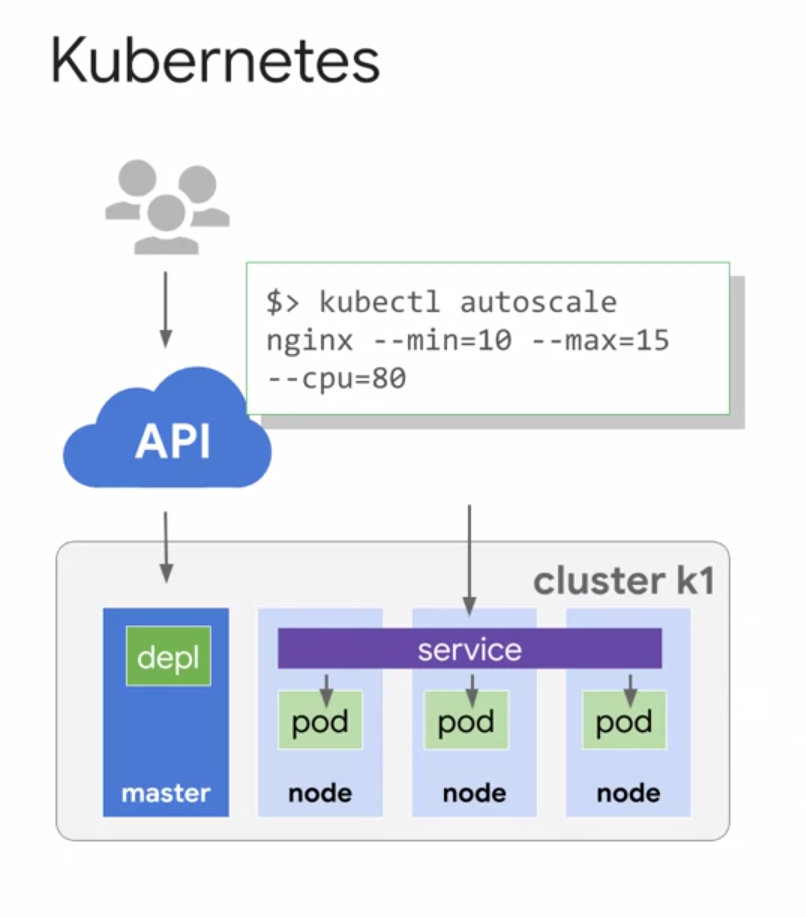 Kubernetes
$> kubectl autoscale
nginx --min=10 --max=15
--cpu=80
API
cluster k1
depl
service
pod
pod
pod
master
node
node
node